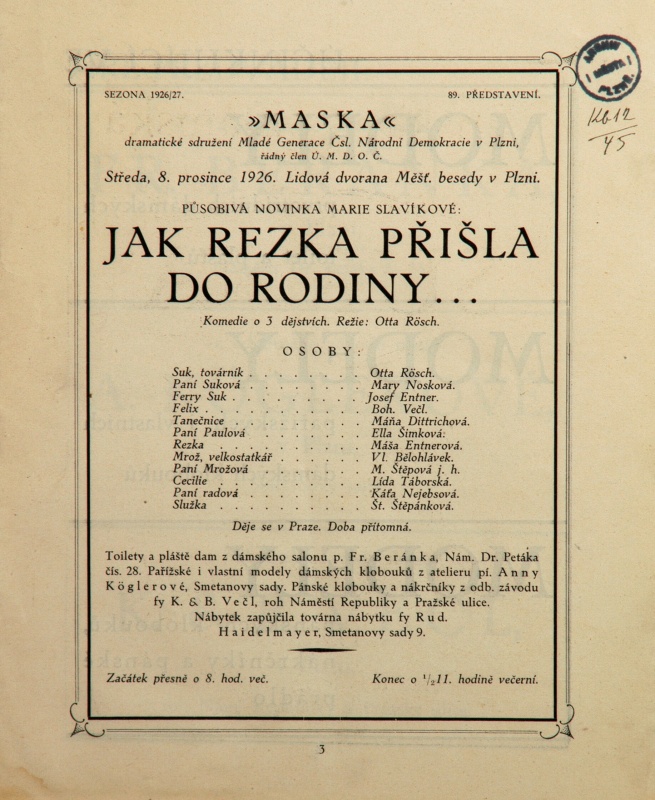 SEZONA 1926/27. 89. PŘEDSTAVENÍ.
»MASKA«
dramatické sdružení Mladé Generace Čsl. Národní Demokracie v Plzni,
řádný člen Ú. M. D. O. Č.
Středa, 8. prosince 1926. Lidová dvorana Měšť. besedy v Plzni.
PŮSOBIVÁ NOVINKA MARIE SLAVÍKOVÉ:
JAK REZKA PŘIŠLA
DO RODINY...
Komedie o 3 dějstvích. Režie: Otta Rösch.
OSOBY:
Suk, továrník . . . . . . . . Otta Rösch.
Paní Suková . . . . . . . . Mary Nosková.
Ferry Suk . . . . . . . . . Josef Entner.
Felix . . . . . . . . . . . Boh. Večl.
Tanečnice . . . . . . . . . Máňa Dittrichová.
Paní Paulová . . . . . . . . Ella Šimková:
Rezka . . . . . . . . . . Máša Entnerová.
Mrož, velkostatkář . . . . . . Vl. Bělohlávek.
Paní Mrožová . . . . . . . . M. Štěpová j. h.
Cecilie . . . . . . . . . . Lída Táborská.
Paní radová . . . . . . . . Káťa Nejebsová.
Služka . . . . . . . . . . Št. Štěpánková.
Děje se v Praze. Doba přítomná.
Toilety a pláště dam z dámského salonu p. Fr. Beránka, Nám. Dr. Petáka
čís. 28. Pařížské i vlastní modely dámských klobouků z atelieru pí. Anny
Köglerové, Smetanovy sady. Pánské klobouky a nákrčníky z odb. závodu
fy K. & B. Večl, roh Náměstí Republiky a Pražské ulice.
Nábytek zapůjčila továrna nábytku fy Rud.
Haidelmayer, Smetanovy sady 9.
Začátek přesně o 8. hod. več. Konec o ½11. hodině večerní.
3
ARCHIV
MĚSTA
PLZNĚ
Kb12
45